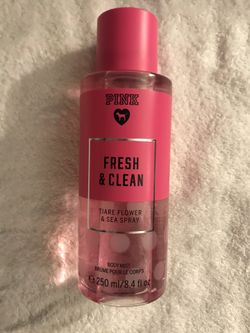 PINK
FRESH
& CLEAN
TIARE FLOWER
& SEA SPRAY
BODY MIST
BRUME POUR LE CORPS
250 ml/8.4 fl oz